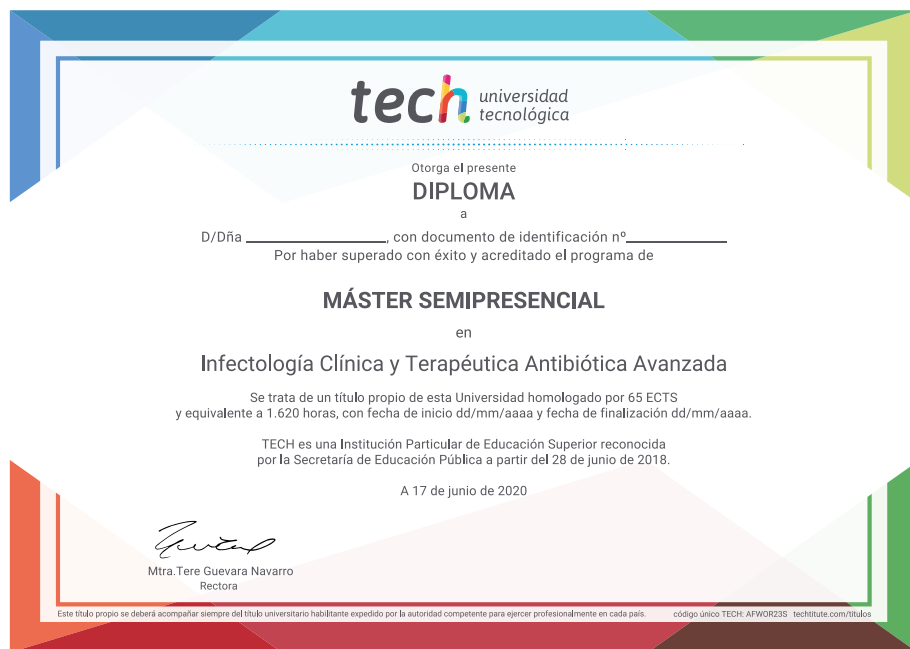 tech universidad
tecnológica
Otorga el presente
DIPLOMA
a
D/Dña ______________, con documento de identificación nº__________
Por haber superado con éxito y acreditado el programa de
MÁSTER SEMIPRESENCIAL
en
Infectología Clínica y Terapéutica Antibiótica Avanzada
Se trata de un título propio de esta Universidad homologado por 65 ECTS
y equivalente a 1.620 horas, con fecha de inicio dd/mm/aaaa y fecha de finalización dd/mm/aaaa.
TECH es una Institución Particular de Educación Superior reconocida
por la Secretaría de Educación Pública a partir del 28 de junio de 2018.
A 17 de junio de 2020
Mtra.Tere Guevara Navarro
Rectora
Este título propio se deberá acompañar siempre del título universitario habilitante expedido por la autoridad competente para ejercer profesionalmente en cada país. código único TECH: AFWOR23S techtitute.com/titulos